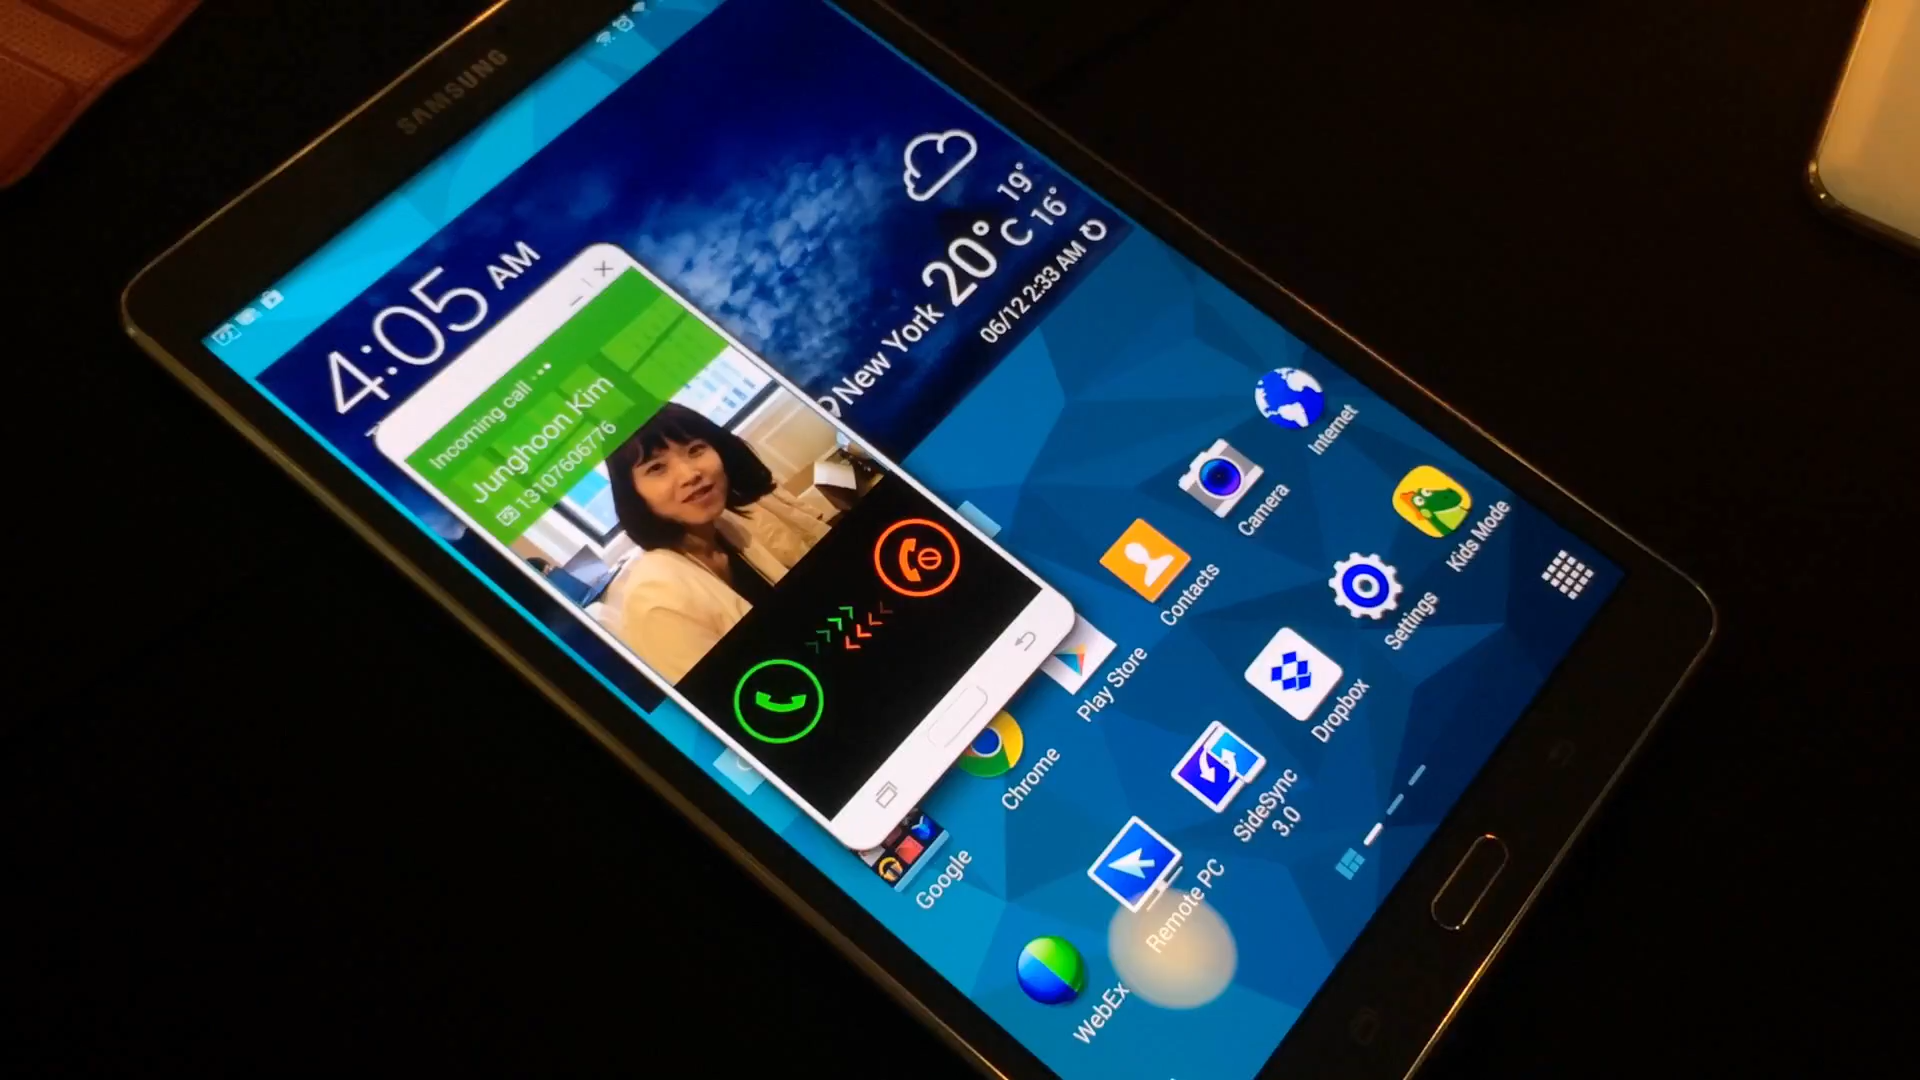 SAMSUNG
4:05 AM
New York 20°C
19°
16°
06/12 2:33 AM
Incoming call ...
Junghoon Kim
13107606776
Internet
Camera
Contacts
Play Store
Chrome
Google
Kids Mode
Settings
Dropbox
SideSync
3.0
Remote PC
WebEx